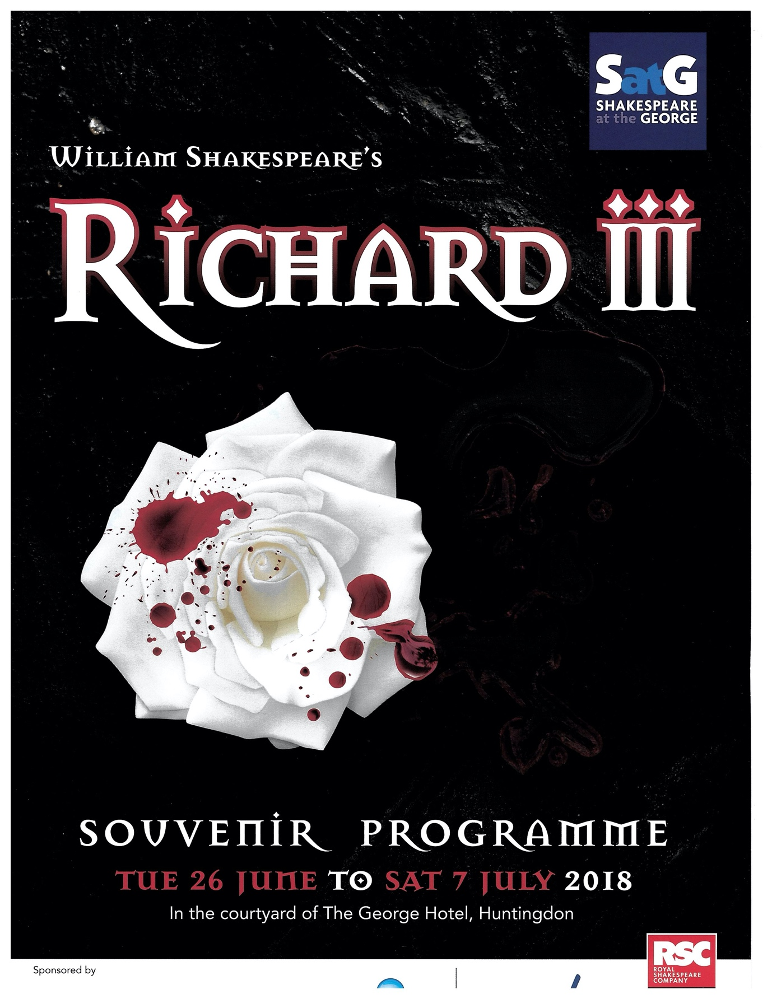 SatG
SHAKESPEARE
at the GEORGE
William Shakespeare's
Richard iii
SOUVENIR PROGRAMME
TUE 26 JUNE TO SAT 7 JULY 2018
In the courtyard of The George Hotel, Huntingdon
Sponsored by
RSC
ROYAL
SHAKESPEARE
COMPANY